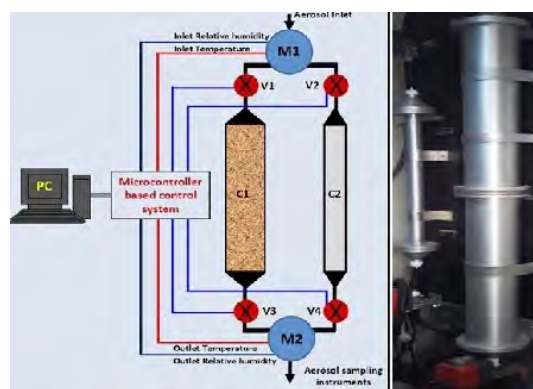 Aerosol Inlet
Inlet Relative humidity
Inlet Temperature
M1
V1
V2
PC
Microcontroller
based control
system
C1
C2
V3
V4
M2
Outlet Temperature
Outlet Relative humidity
Aerosol sampling
instruments